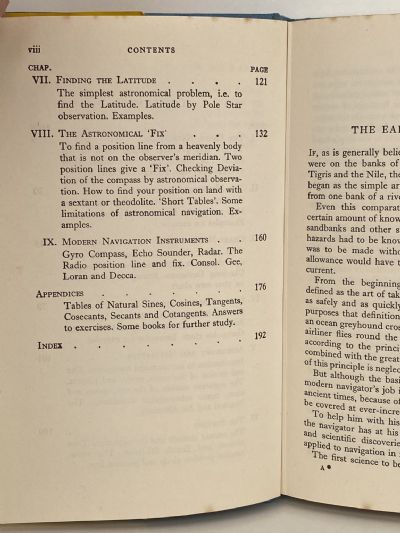 viii CONTENTS
CHAP. PAGE
VII. FINDING THE LATITUDE . . . . 121
The simplest astronomical problem, i.e. to
find the Latitude. Latitude by Pole Star
observation. Examples.
VIII. THE ASTRONOMICAL 'FIX' . . . 132
To find a position line from a heavenly body
that is not on the observer's meridian. Two
position lines give a 'Fix'. Checking Devia-
tion of the compass by astronomical observa-
tion. How to find your position on land with
a sextant or theodolite. 'Short Tables'. Some
limitations of astronomical navigation. Ex-
amples.
IX. MODERN NAVIGATION INSTRUMENTS . . 160
Gyro Compass, Echo Sounder, Radar. The
Radio position line and fix. Consol. Gee,
Loran and Decca.
APPENDICES . . . . . . 176
Tables of Natural Sines, Cosines, Tangents,
Cosecants, Secants and Cotangents. Answers
to exercises. Some books for further study.
INDEX . . . . . . . 192
THE EA
IF, as is generally belie
were on the banks of
Tigris and the Nile, the
began as the simple ar
from one bank of a rive
Even this compara
certain amount of know
sandbanks and other s
hazards had to be know
was to be made witho
allowance would have t
current.
From the beginning
defined as the art of tak
as safely and as quickly
purposes that definition
an ocean greyhound cross
airliner flies round the
according to the princip
combined with the great
of this principle is neglec
But although the basi
modern navigator's job i
ancient times, because of
be covered at ever-incre
To help him with his
the navigator has at his
and scientific discoverie
applied to navigation in
The first science to be
A*